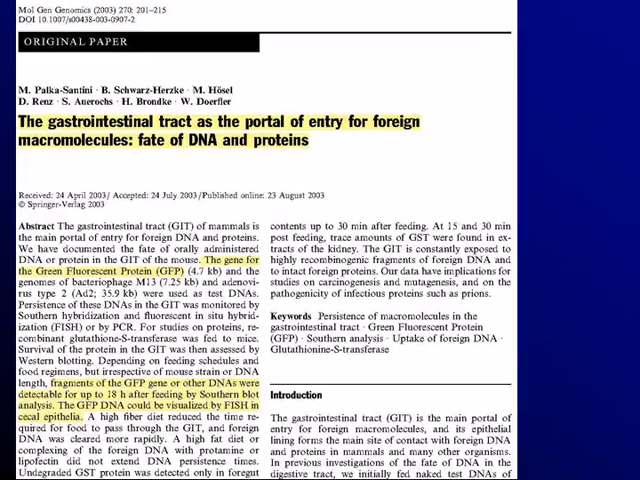 Mol Gen Genomics (2003) 270: 201–215
DOI 10.1007/s00438-003-0907-2
ORIGINAL PAPER
M. Palka-Santini · B. Schwarz-Herzke · M. Hösel
D. Renz · S. Auerochs · H. Brondke · W. Doerfler
The gastrointestinal tract as the portal of entry for foreign
macromolecules: fate of DNA and proteins
Received: 24 April 2003 / Accepted: 24 July 2003 / Published online: 23 August 2003
© Springer-Verlag 2003
Abstract The gastrointestinal tract (GIT) of mammals is
the main portal of entry for foreign DNA and proteins.
We have documented the fate of orally administered
DNA or protein in the GIT of the mouse. The gene for
the Green Fluorescent Protein (GFP) (4.7 kb) and the
genomes of bacteriophage M13 (7.25 kb) and adenovi-
rus type 2 (Ad2; 35.9 kb) were used as test DNAs.
Persistence of these DNAs in the GIT was monitored by
Southern hybridization and fluorescent in situ hybrid-
ization (FISH) or by PCR. For studies on proteins, re-
combinant glutathione-S-transferase was fed to mice.
Survival of the protein in the GIT was then assessed by
Western blotting. Depending on feeding schedules and
food regimens, but irrespective of mouse strain or DNA
length, fragments of the GFP gene or other DNAs were
detectable for up to 18 h after feeding by Southern blot
analysis. The GFP DNA could be visualized by FISH in
cecal epithelia. A high fiber diet reduced the time re-
quired for food to pass through the GIT, and foreign
DNA was cleared more rapidly. A high fat diet or
complexing of the foreign DNA with protamine or
lipofectin did not extend DNA persistence times.
Undegraded GST protein was detected only in foregut
contents up to 30 min after feeding. At 15 and 30 min
post feeding, trace amounts of GST were found in ex-
tracts of the kidney. The GIT is constantly exposed to
highly recombinogenic fragments of foreign DNA and
to intact foreign proteins. Our data have implications for
studies on carcinogenesis and mutagenesis, and on the
pathogenicity of infectious proteins such as prions.
Keywords Persistence of macromolecules in the
gastrointestinal tract · Green Fluorescent Protein
(GFP) · Southern analysis · Uptake of foreign DNA ·
Glutathionine-S-transferase
Introduction
The gastrointestinal tract (GIT) is the main portal of
entry for foreign macromolecules, and its epithelial
lining forms the main site of contact with foreign DNA
and proteins in mammals and many other organisms.
In previous investigations of the fate of DNA in the
digestive tract, we initially fed naked test DNAs of